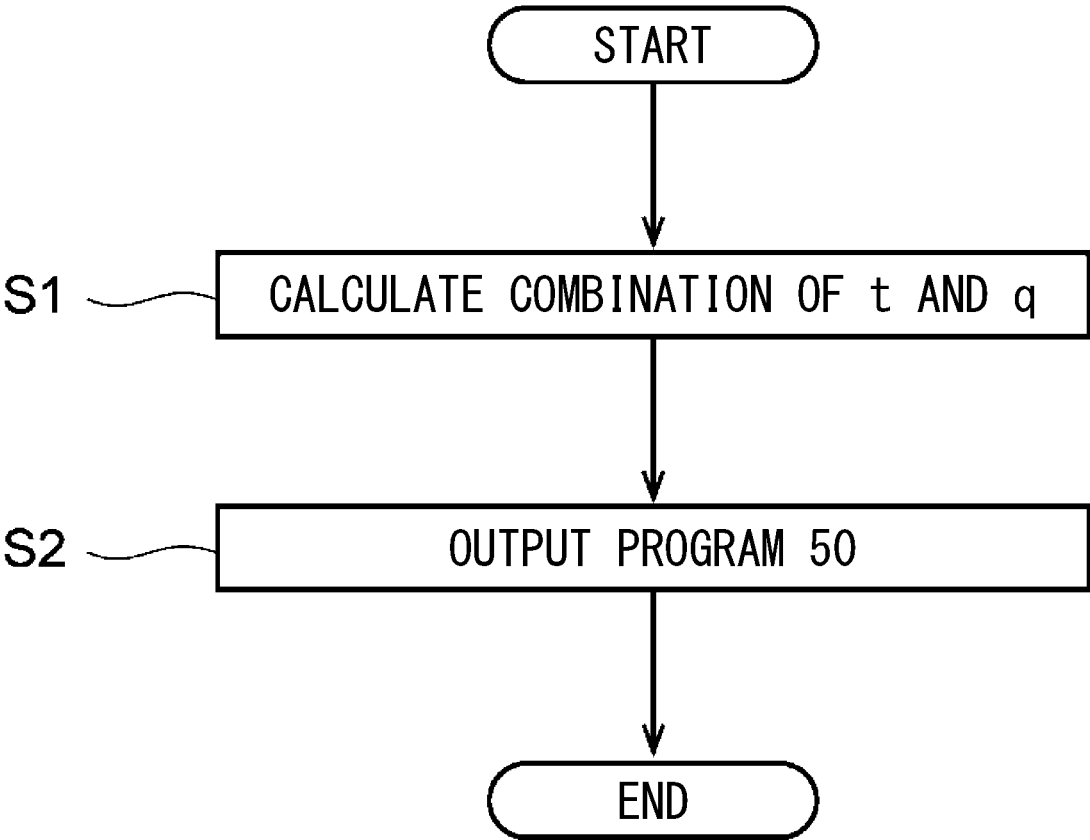 START
S1 CALCULATE COMBINATION OF t AND q
S2 OUTPUT PROGRAM 50
END